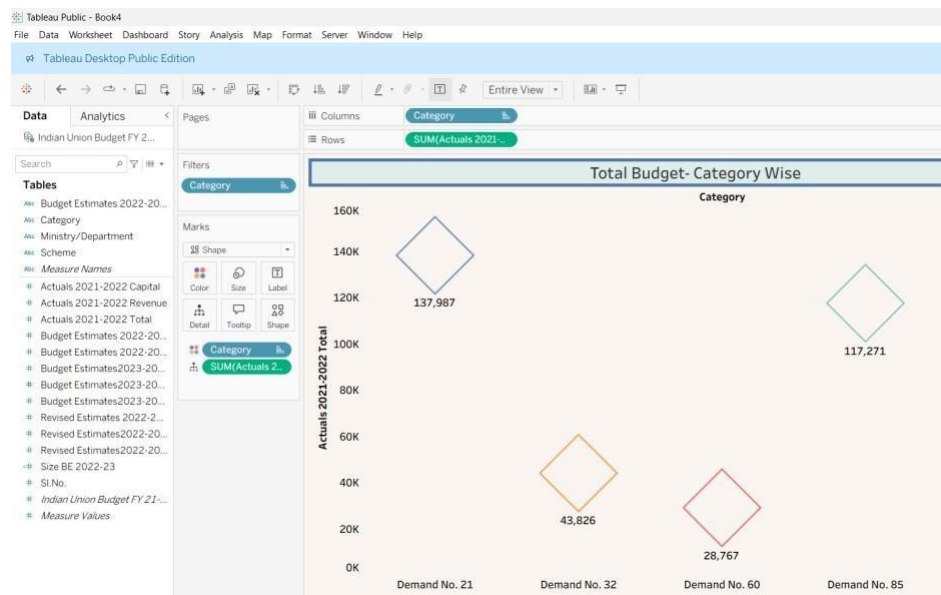 Tableau Public - Book4
File Data Worksheet Dashboard Story Analysis Map Format Server Window Help
Tableau Desktop Public Edition
Entire View
Data Analytics
Indian Union Budget FY 2...
Search
Tables
Abc Budget Estimates 2022-20...
Abc Category
Abc Ministry/Department
Abc Scheme
Abc Measure Names
# Actuals 2021-2022 Capital
# Actuals 2021-2022 Revenue
# Actuals 2021-2022 Total
# Budget Estimates 2022-20...
# Budget Estimates 2022-20...
# Budget Estimates2023-20...
# Budget Estimates2023-20...
# Budget Estimates2023-20...
# Revised Estimates 2022-2...
# Revised Estimates2022-20...
# Revised Estimates2022-20...
=# Size BE 2022-23
# Sl.No.
# Indian Union Budget FY 21-...
# Measure Values
Pages
Filters
Category
Marks
Shape
Color Size Label
Detail Tooltip Shape
Category
SUM(Actuals 2..
Columns Category
Rows SUM(Actuals 2021-..
Total Budget- Category Wise
Category
Actuals 2021-2022 Total
160K
140K
120K
100K
80K
60K
40K
20K
0K
137,987
43,826
28,767
117,271
Demand No. 21 Demand No. 32 Demand No. 60 Demand No. 85